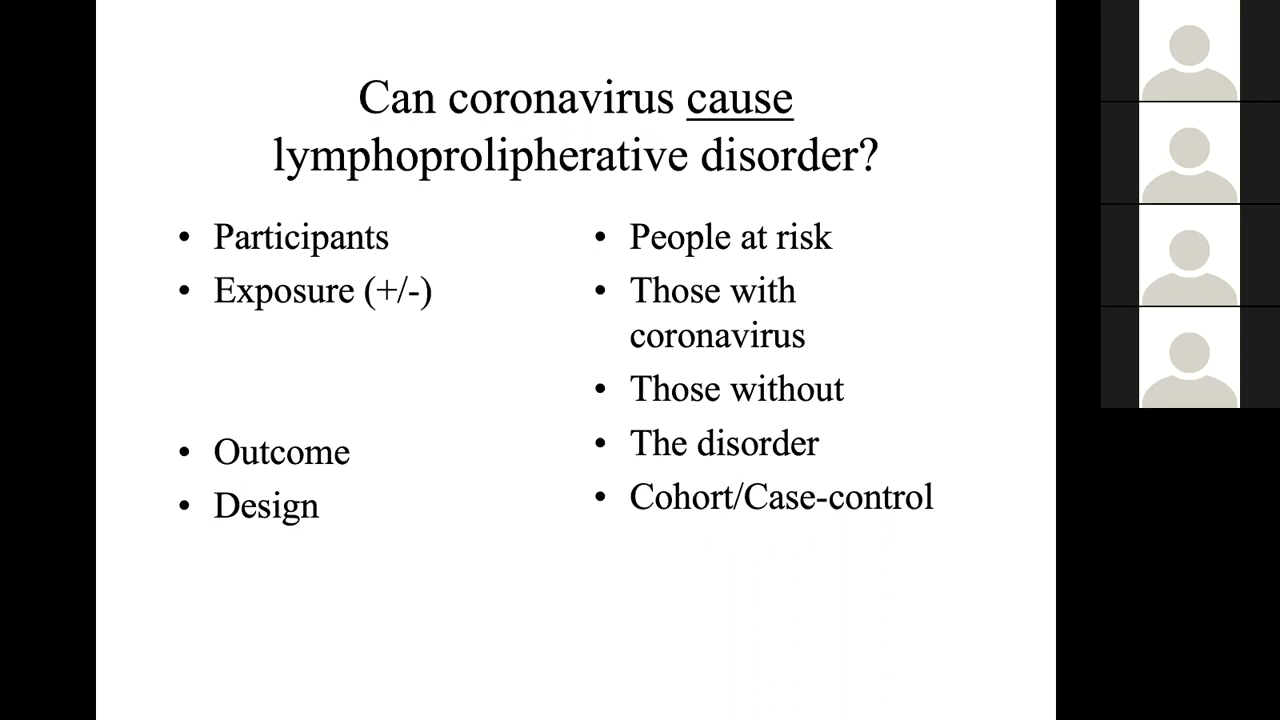 Can coronavirus cause
lymphoprolipherative disorder?
• Participants
• Exposure (+/-)
• Outcome
• Design
• People at risk
• Those with
coronavirus
• Those without
• The disorder
• Cohort/Case-control